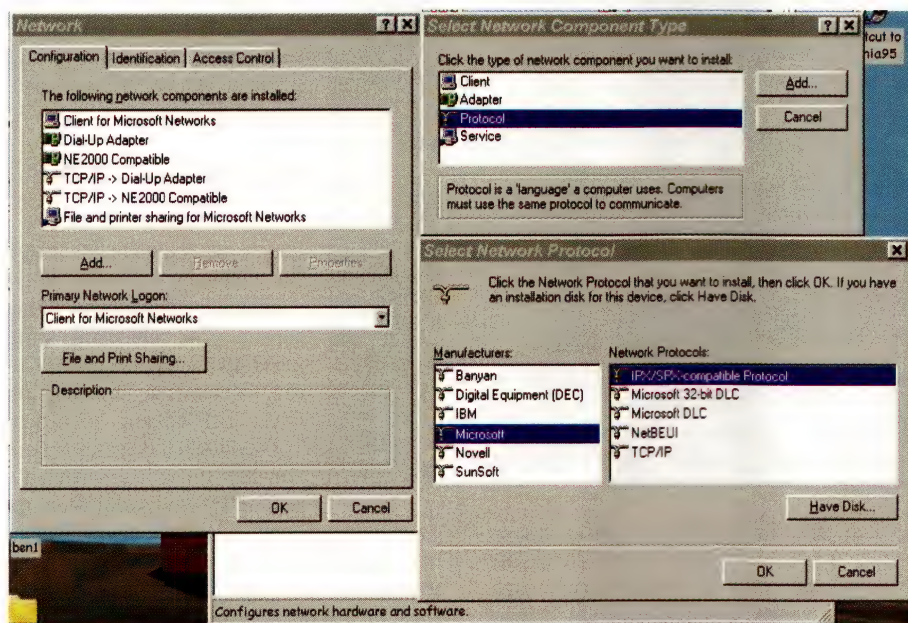 Network
Configuration
Identification
Access Control
The following network components are installed:
Client for Microsoft Networks
Dial-Up Adapter
NE2000 Compatible
TCP/IP -> Dial-Up Adapter
TCP/IP -> NE2000 Compatible
File and printer sharing for Microsoft Networks
Add...
Remove
Properties
Primary Network Logon:
Client for Microsoft Networks
File and Print Sharing...
Description
OK
Cancel
Select Network Component Type
Click the type of network component you want to install:
Client
Adapter
Protocol
Service
Add...
Cancel
Protocol is a 'language' a computer uses. Computers
must use the same protocol to communicate.
tcut to
nia95
Select Network Protocol
Click the Network Protocol that you want to install, then click OK. If you have
an installation disk for this device, click Have Disk.
Manufacturers:
Banyan
Digital Equipment (DEC)
IBM
Microsoft
Novell
SunSoft
Network Protocols:
IPX/SPX-compatible Protocol
Microsoft 32-bit DLC
Microsoft DLC
NetBEUI
TCP/IP
Have Disk...
OK
Cancel
ben1
Configures network hardware and software.